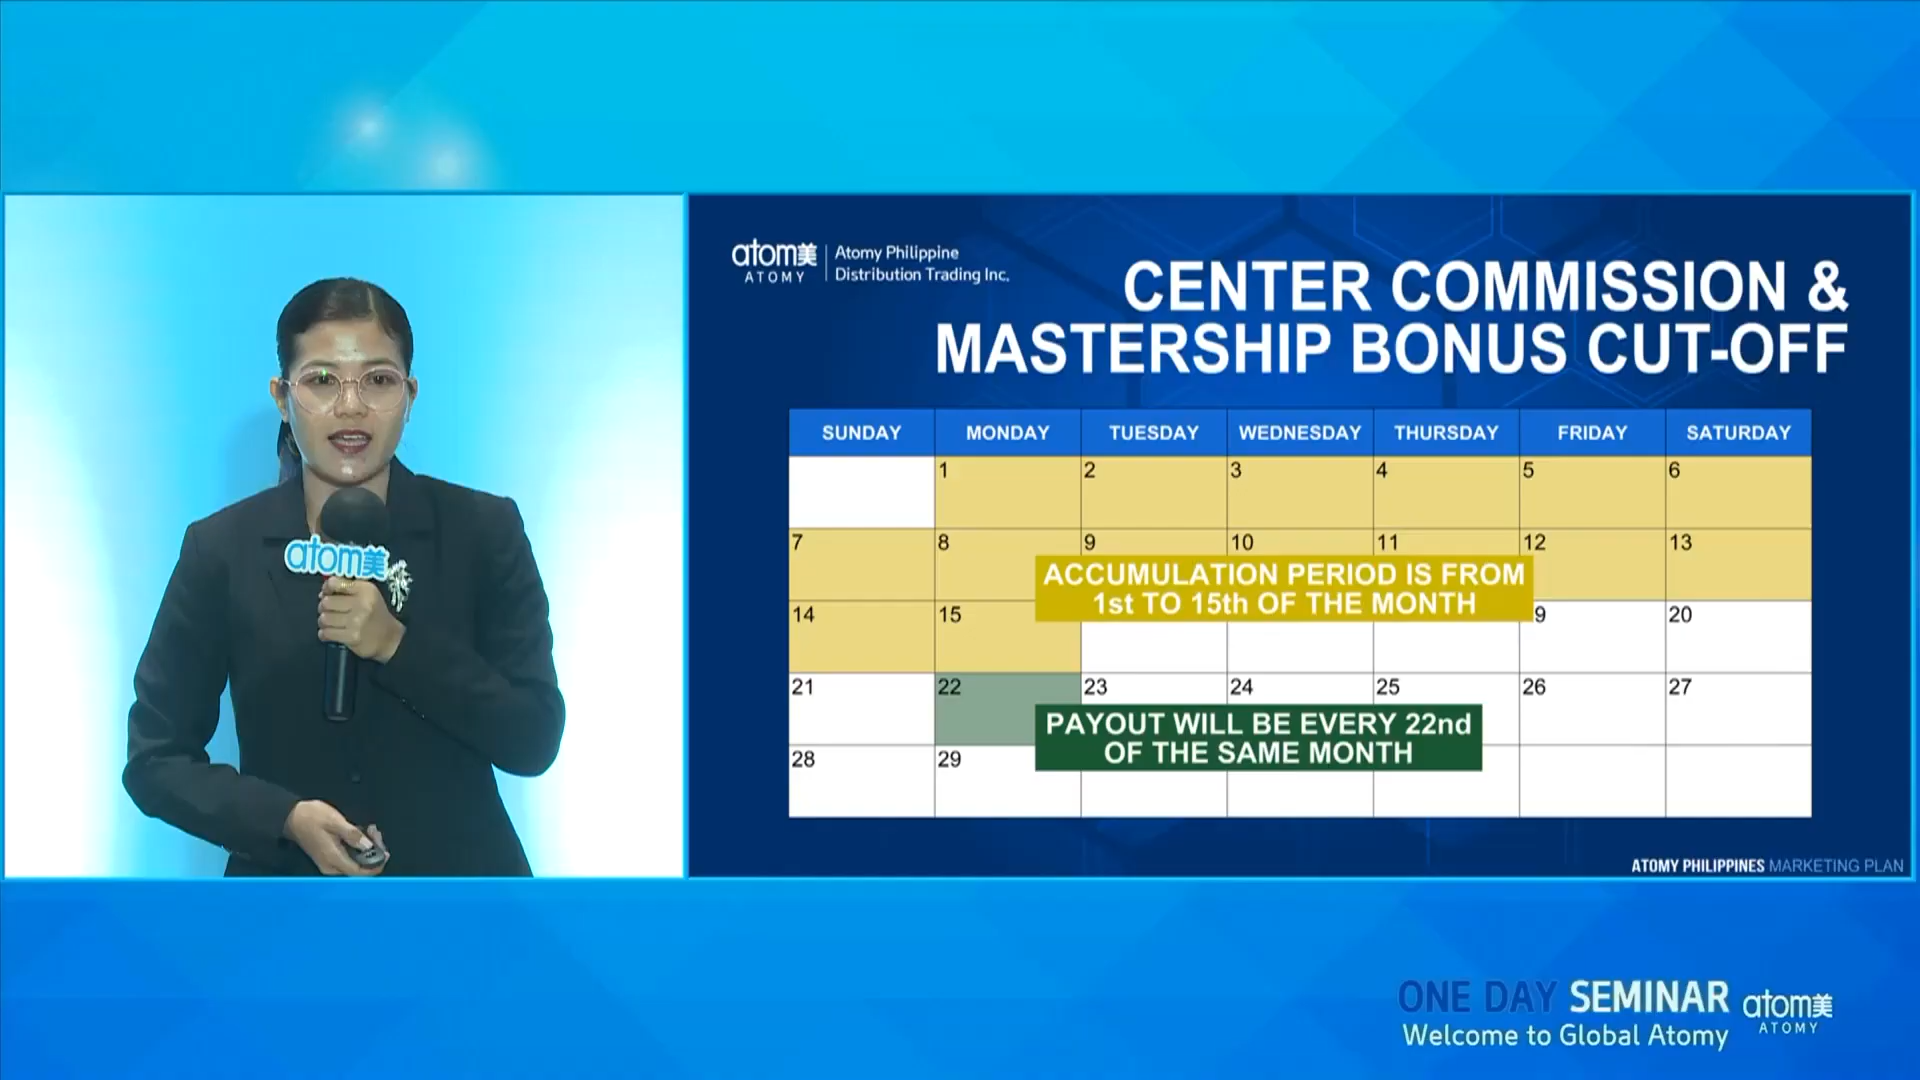 atom美
ATOMY
Atomy Philippine
Distribution Trading Inc.
CENTER COMMISSION &
MASTERSHIP BONUS CUT-OFF
SUNDAY MONDAY TUESDAY WEDNESDAY THURSDAY FRIDAY SATURDAY
1 2 3 4 5 6
7 8 9 10 11 12 13
ACCUMULATION PERIOD IS FROM
1st TO 15th OF THE MONTH
14 15 9 20
21 22 23 24 25 26 27
PAYOUT WILL BE EVERY 22nd
OF THE SAME MONTH
28 29
ATOMY PHILIPPINES MARKETING PLAN
atom美
ONE DAY SEMINAR
Welcome to Global Atomy
atom美
ATOMY